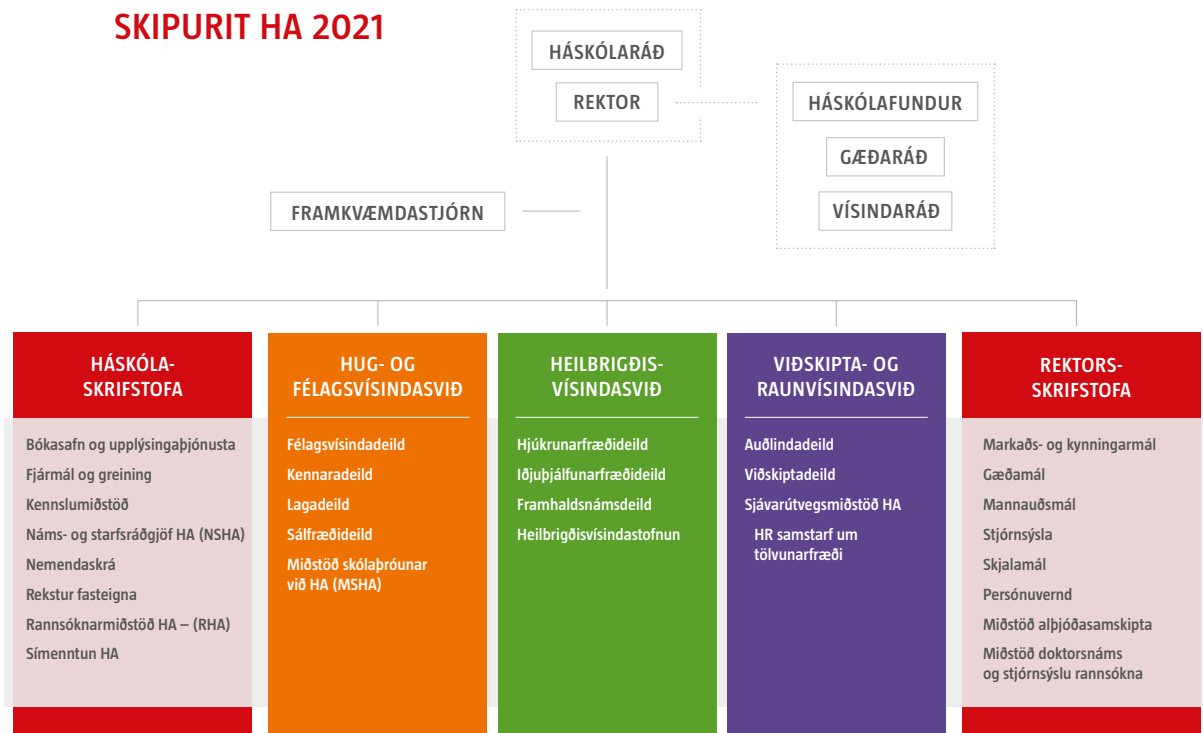 SKIPURIT HA 2021
HÁSKÓLARÁÐ
REKTOR
HÁSKÓLAFUNDUR
GÆÐARÁÐ
VÍSINDARÁÐ
FRAMKVÆMDASTJÓRN
HÁSKÓLA-
SKRIFSTOFA
Bókasafn og upplýsingaþjónusta
Fjármál og greining
Kennslumiðstöð
Náms- og starfsráðgjöf HA (NSHA)
Nemendaskrá
Rekstur fasteigna
Rannsóknarmiðstöð HA – (RHA)
Símenntun HA
HUG- OG
FÉLAGSVÍSINDASVIÐ
Félagsvísindadeild
Kennaradeild
Lagadeild
Sálfræðideild
Miðstöð skólaþróunar
við HA (MSHA)
HEILBRIGÐIS-
VÍSINDASVIÐ
Hjúkrunarfræðideild
Iðjuþjálfunarfræðideild
Framhaldsnámsdeild
Heilbrigðisvísindastofnun
VIÐSKIPTA- OG
RAUNVÍSINDASVIÐ
Auðlindadeild
Viðskiptadeild
Sjávarútvegsmiðstöð HA
HR samstarf um
tölvunarfræði
REKTORS-
SKRIFSTOFA
Markaðs- og kynningarmál
Gæðamál
Mannauðsmál
Stjórnsýsla
Skjalamál
Persónuvernd
Miðstöð alþjóðasamskipta
Miðstöð doktorsnáms
og stjórnsýslu rannsókna